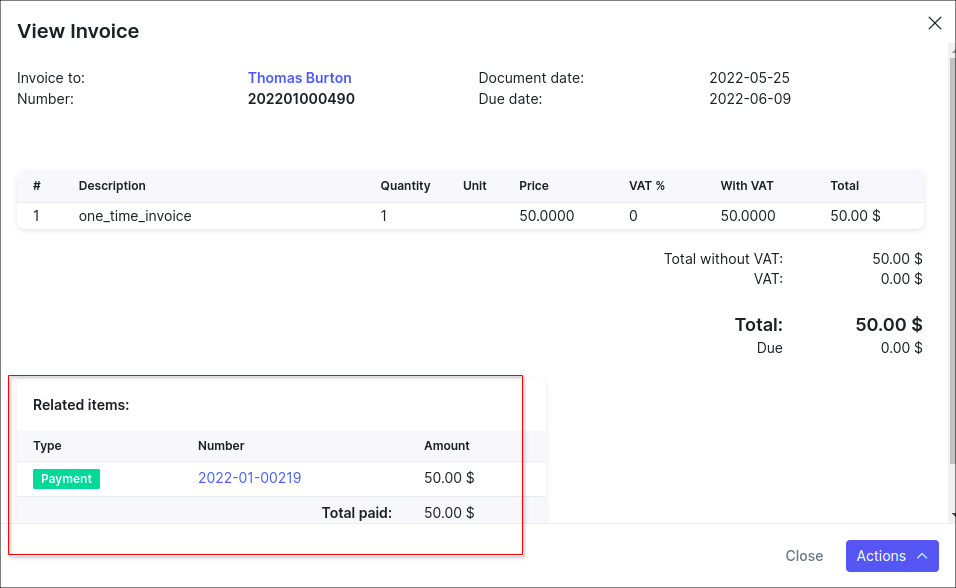 View Invoice
Invoice to: Thomas Burton Document date: 2022-05-25
Number: 202201000490 Due date: 2022-06-09
# Description Quantity Unit Price VAT % With VAT Total
1 one_time_invoice 1 50.0000 0 50.0000 50.00 $
Total without VAT: 50.00 $
VAT: 0.00 $
Total: 50.00 $
Due 0.00 $
Related items:
Type Number Amount
Payment 2022-01-00219 50.00 $
Total paid: 50.00 $
Close Actions